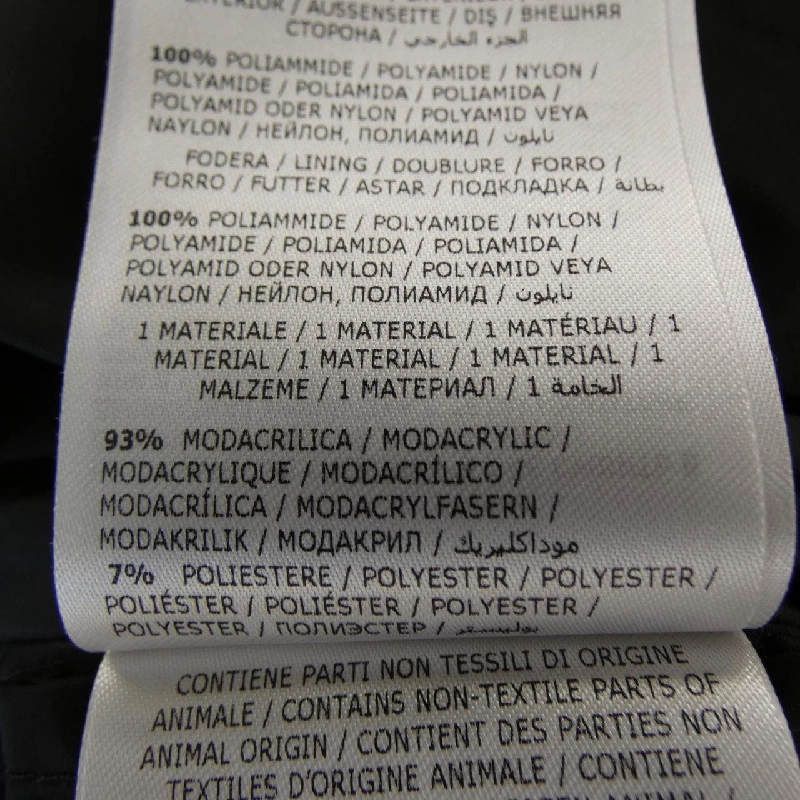 EXTERIOR / AUSSENSEITE / DIŞ / ВНЕШНЯЯ
СТОРОНА / الجزء الخارجي
100% POLIAMMIDE / POLYAMIDE / NYLON /
POLYAMIDE / POLIAMIDA / POLIAMIDA /
POLYAMID ODER NYLON / POLYAMID VEYA
NAYLON / НЕЙЛОН, ПОЛИАМИД / نايلون
FODERA / LINING / DOUBLURE / FORRO /
FORRO / FUTTER / ASTAR / ПОДКЛАДКА / بطانة
100% POLIAMMIDE / POLYAMIDE / NYLON /
POLYAMIDE / POLIAMIDA / POLIAMIDA /
POLYAMID ODER NYLON / POLYAMID VEYA
NAYLON / НЕЙЛОН, ПОЛИАМИД / نايلون
1 MATERIALE / 1 MATERIAL / 1 MATÉRIAU / 1
MATERIAL / 1 MATERIAL / 1 MATERIAL / 1
MALZEME / 1 МАТЕРИАЛ / 1 الخامة
93% MODACRILICA / MODACRYLIC /
MODACRYLIQUE / MODACRÍLICO /
MODACRÍLICA / MODACRYLFASERN /
MODAKRILIK / МОДАКРИЛ / موداكليريك
7% POLIESTERE / POLYESTER / POLYESTER /
POLIÉSTER / POLIÉSTER / POLYESTER /
POLYESTER / ПОЛИЭСТЕР / بوليستر
CONTIENE PARTI NON TESSILI DI ORIGINE
ANIMALE / CONTAINS NON-TEXTILE PARTS OF
ANIMAL ORIGIN / CONTIENT DES PARTIES NON
TEXTILES D'ORIGINE ANIMALE / CONTIENE